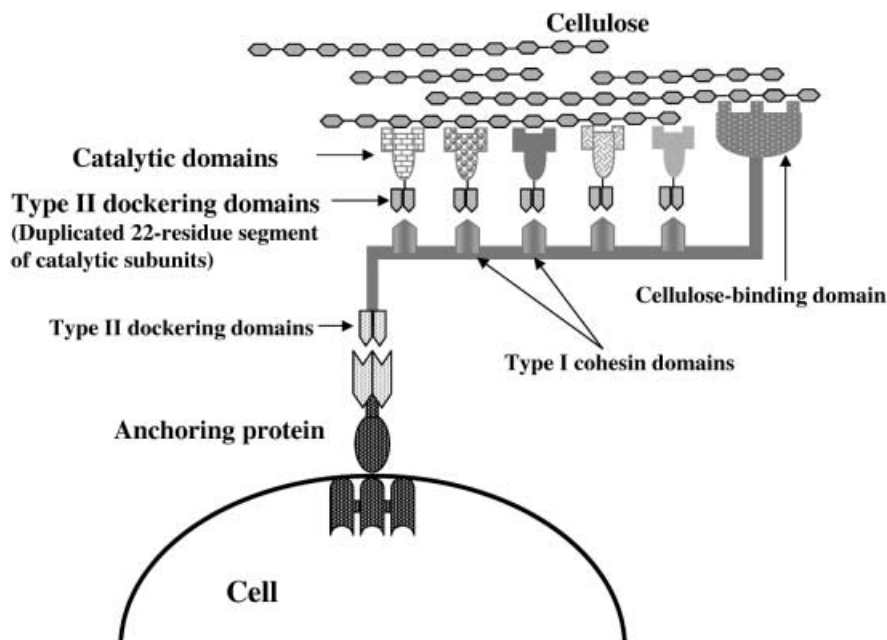 Cellulose
Catalytic domains
Type II dockering domains
(Duplicated 22-residue segment
of catalytic subunits)
Cellulose-binding domain
Type II dockering domains
Type I cohesin domains
Anchoring protein
Cell